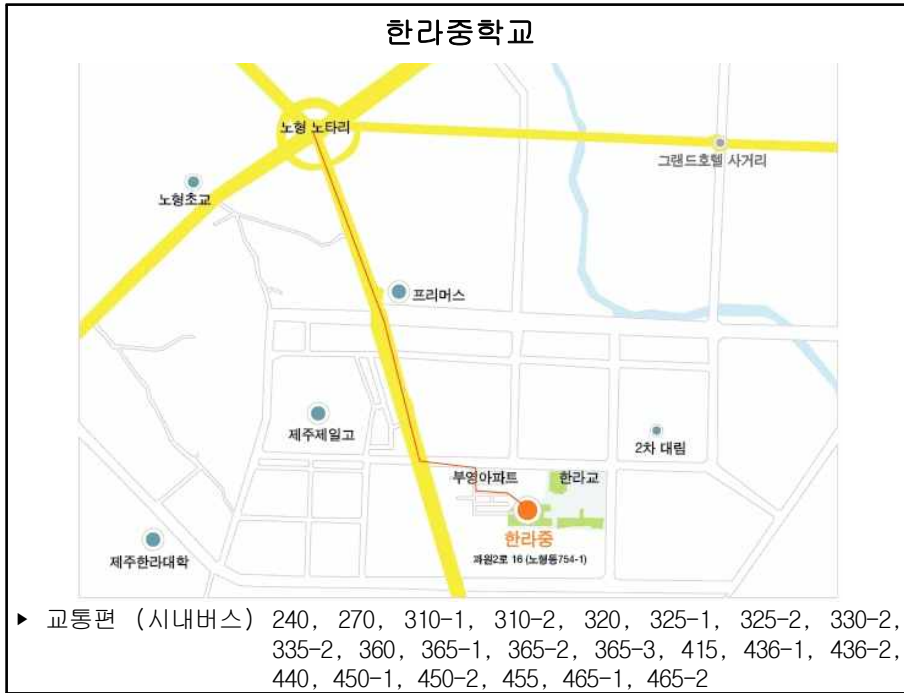 한라중학교
노형 노타리
그랜드호텔 사거리
노형초교
프리머스
제주제일고
2차 대림
부영아파트
한라교
한라중
과원2로 16 (노형동754-1)
제주한라대학
▶ 교통편 (시내버스) 240, 270, 310-1, 310-2, 320, 325-1, 325-2, 330-2,
335-2, 360, 365-1, 365-2, 365-3, 415, 436-1, 436-2,
440, 450-1, 450-2, 455, 465-1, 465-2